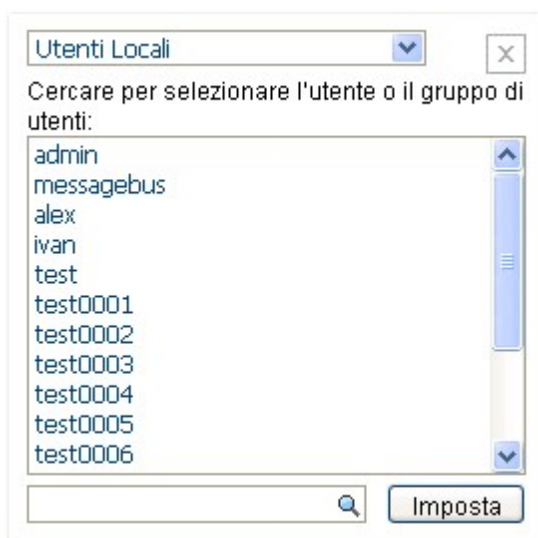 Utenti Locali
Cercare per selezionare l'utente o il gruppo di
utenti:
admin
messagebus
alex
ivan
test
test0001
test0002
test0003
test0004
test0005
test0006
Imposta